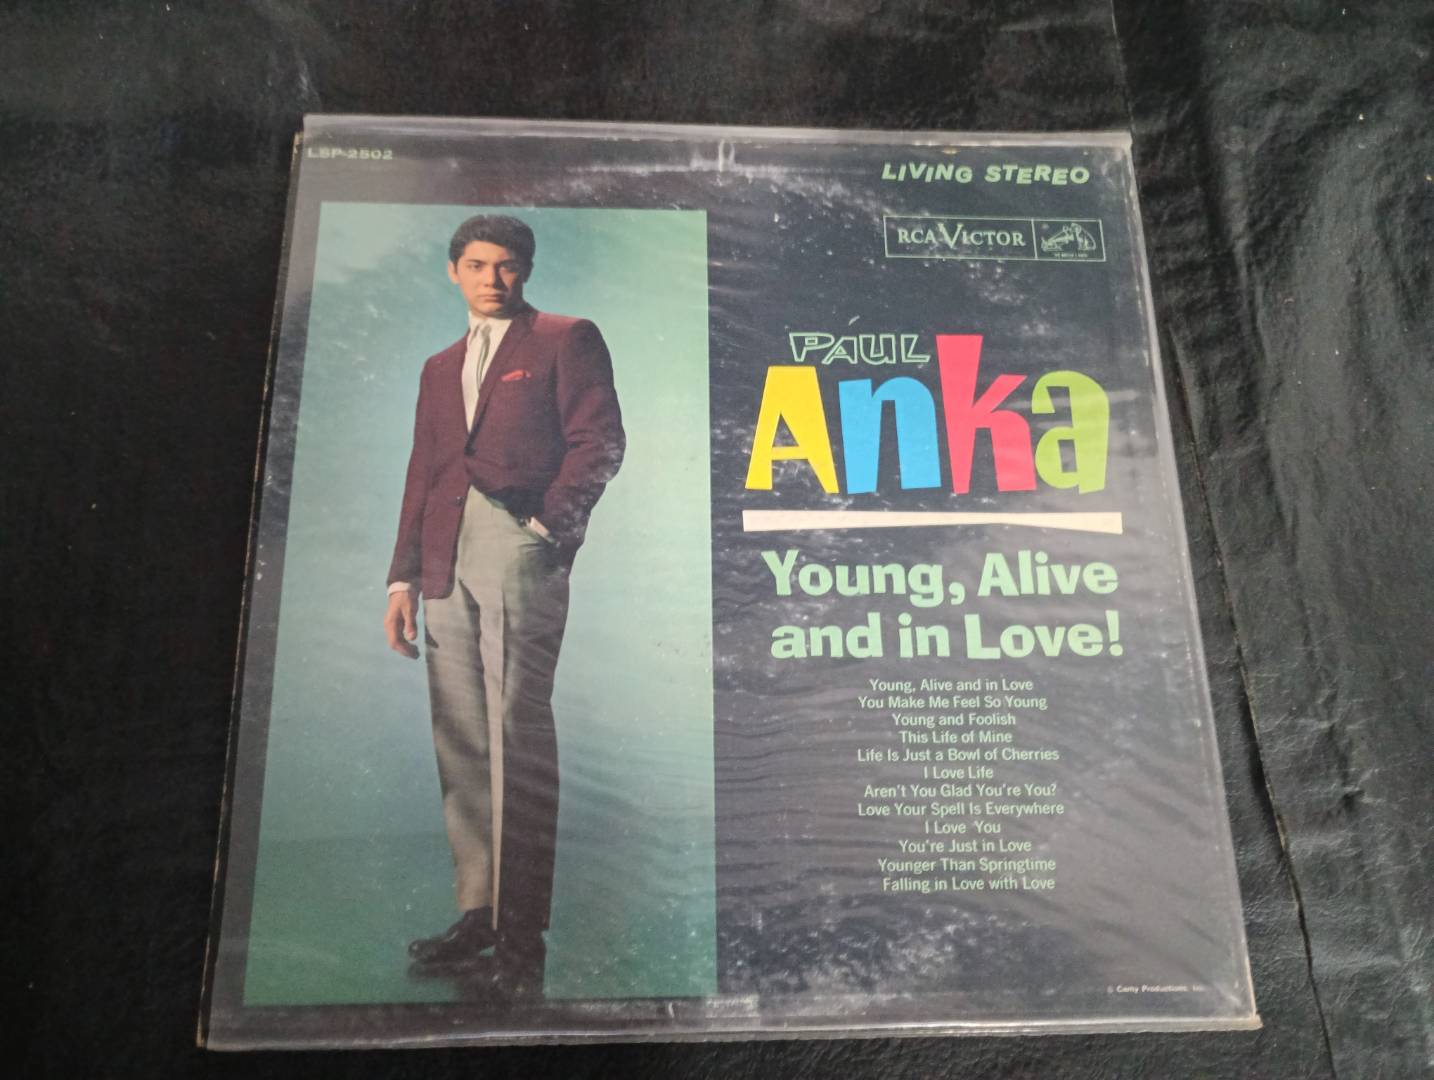 LSP-2502
LIVING STEREO
RCA VICTOR
PAUL
Anka
Young, Alive
and in Love!
Young, Alive and in Love
You Make Me Feel So Young
Young and Foolish
This Life of Mine
Life Is Just a Bowl of Cherries
I Love Life
Aren't You Glad You're You?
Love Your Spell Is Everywhere
I Love You
You're Just in Love
Younger Than Springtime
Falling in Love with Love
© Camy Productions, Inc.